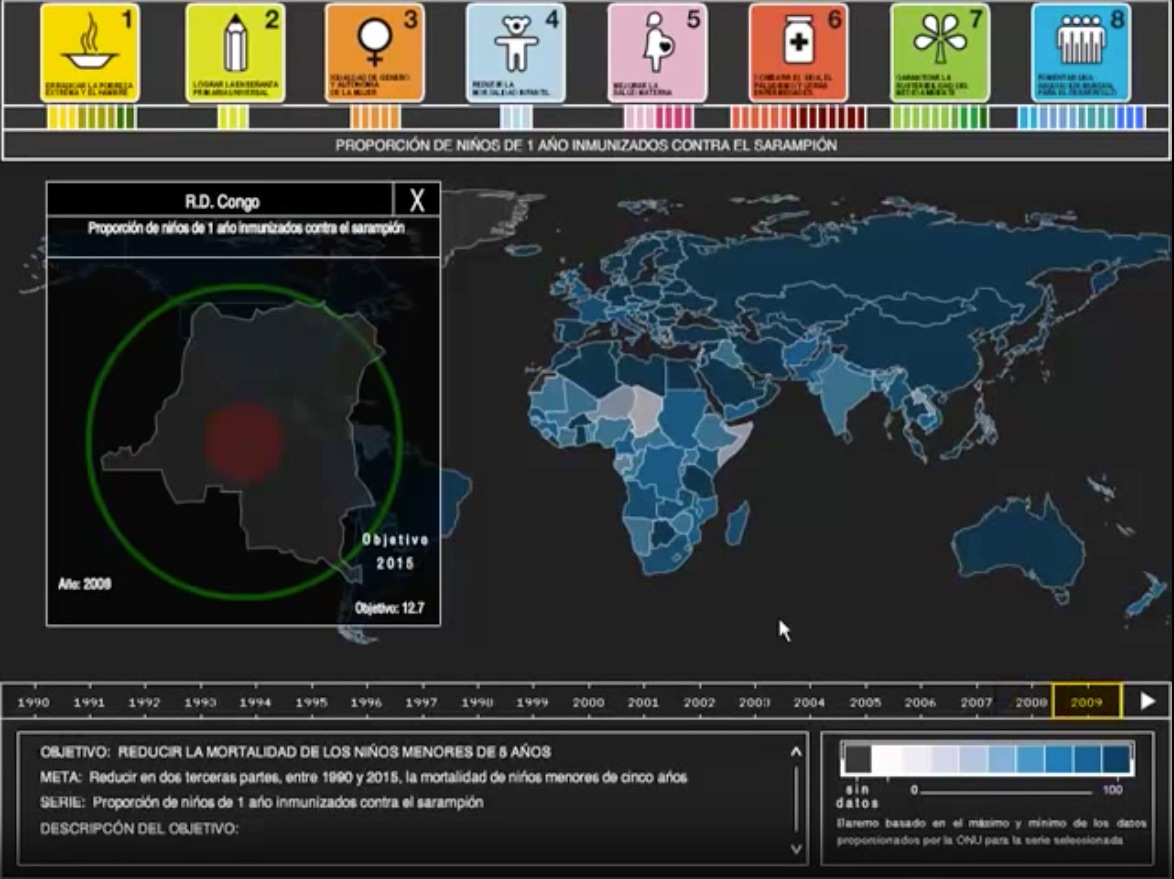 1
2
3
4
5
6
7
8
ERRADICAR LA POBREZA
EXTREMA Y EL HAMBRE
LOGRAR LA ENSEÑANZA
PRIMARIA UNIVERSAL
IGUALDAD DE GÉNERO
Y AUTONOMÍA
DE LA MUJER
REDUCIR LA
MORTALIDAD INFANTIL
MEJORAR LA
SALUD MATERNA
COMBATIR EL SIDA, EL
PALUDISMO Y OTRAS
ENFERMEDADES
GARANTIZAR LA
SOSTENIBILIDAD DEL
MEDIO AMBIENTE
FOMENTAR UNA
ASOCIACIÓN MUNDIAL
PARA EL DESARROLLO
PROPORCIÓN DE NIÑOS DE 1 AÑO INMUNIZADOS CONTRA EL SARAMPIÓN
R.D. Congo X
Proporción de niños de 1 año inmunizados contra el sarampión
Objetivo
2015
Año: 2009
Objetivo: 12.7
1990 1991 1992 1993 1994 1995 1996 1997 1998 1999 2000 2001 2002 2003 2004 2005 2006 2007 2008 2009
OBJETIVO: REDUCIR LA MORTALIDAD DE LOS NIÑOS MENORES DE 5 AÑOS
META: Reducir en dos terceras partes, entre 1990 y 2015, la mortalidad de niños menores de cinco años
SERIE: Proporción de niños de 1 año inmunizados contra el sarampión
DESCRIPCÓN DEL OBJETIVO:
sin
datos
0 100
Baremo basado en el máximo y mínimo de los datos
proporcionados por la ONU para la serie seleccionada